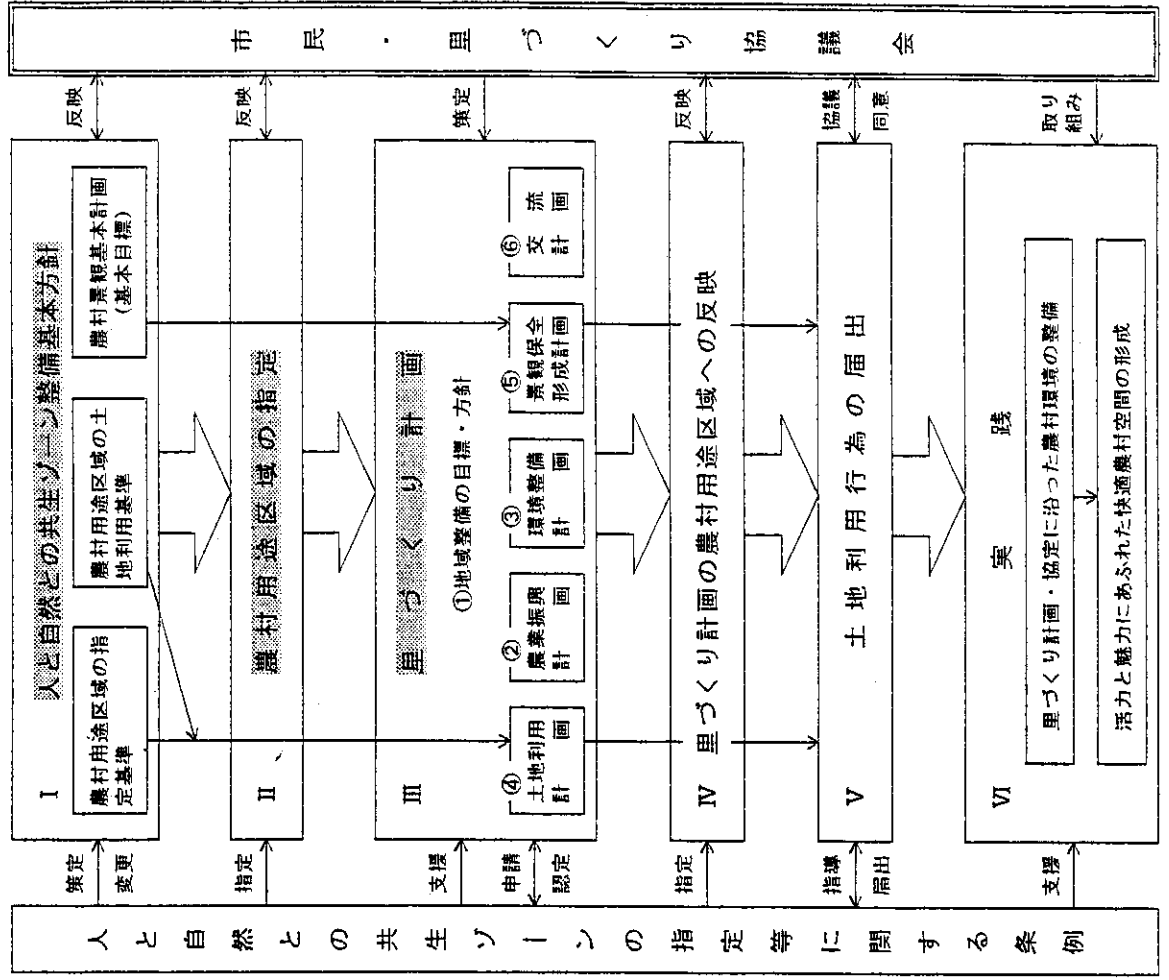 人と自然との共生ゾーンの指定等に関する条例
策定
変更
指定
支援
申請
認定
指定
指導
届出
支援
I
人と自然との共生ゾーン整備基本方針
農村用途区域の指
定基準
農村用途区域の土
地利用基準
農村景観基本計画
(基本目標)
II
農村用途区域の指定
III
里づくり計画
①地域整備の目標・方針
④
土地利用
計画
②
農業振興
計画
③
環境整備
計画
⑤
景観保全
形成計画
⑥
交流
計画
IV
里づくり計画の農村用途区域への反映
V
土地利用行為の届出
VI
実践
里づくり計画・協定に沿った農村環境の整備
活力と魅力にあふれた快適農村空間の形成
反映
反映
策定
反映
協議
同意
取り
組み
市民・里づくり協議会